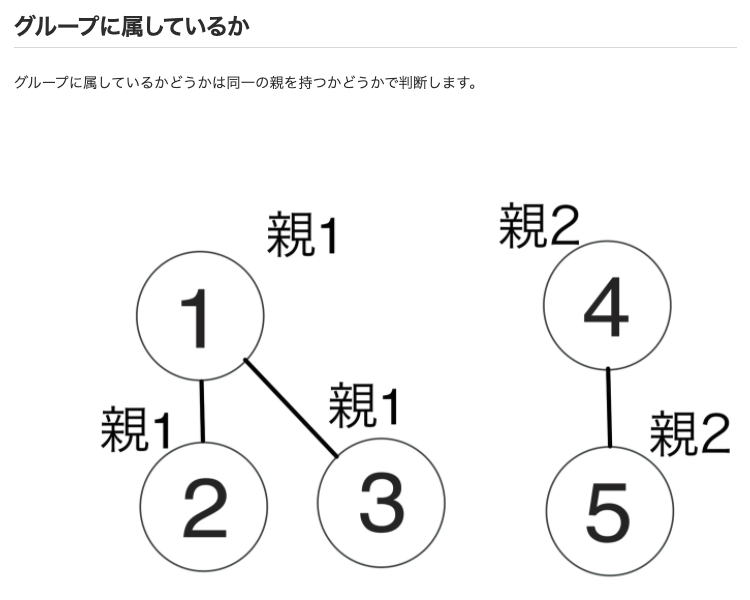 グループに属しているか
グループに属しているかどうかは同一の親を持つかどうかで判断します。
親1
親2
1
4
親1
親1
親2
2
3
5